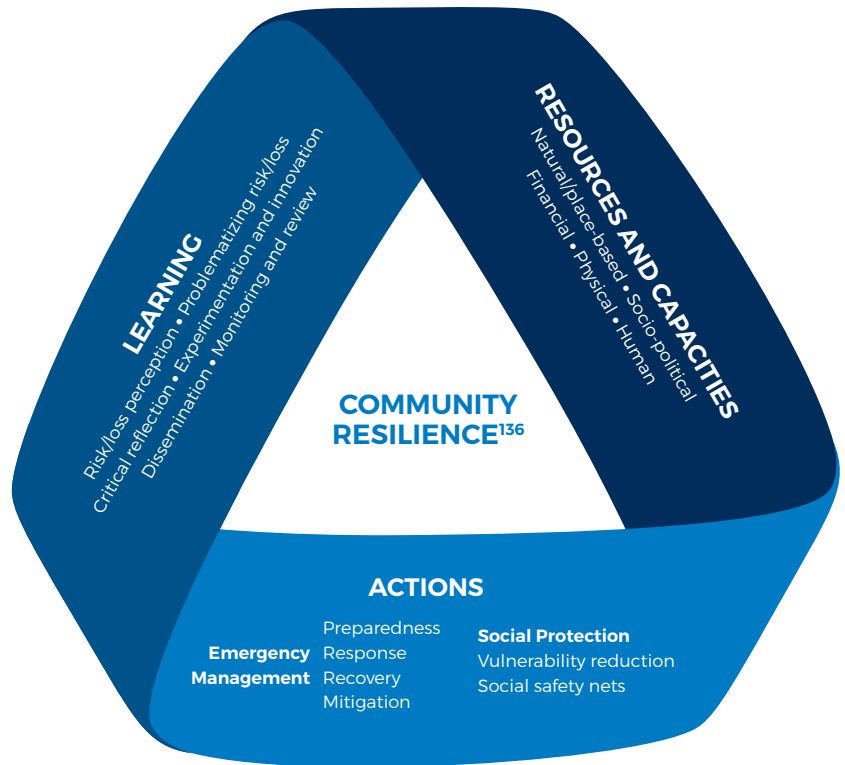 LEARNING
Risk/loss perception • Problematizing risk/loss
Critical reflection • Experimentation and innovation
Dissemination • Monitoring and review
RESOURCES AND CAPACITIES
Natural/place-based • Socio-political
Financial • Physical • Human
COMMUNITY
RESILIENCE¹³⁶
ACTIONS
Emergency
Management
Preparedness
Response
Recovery
Mitigation
Social Protection
Vulnerability reduction
Social safety nets